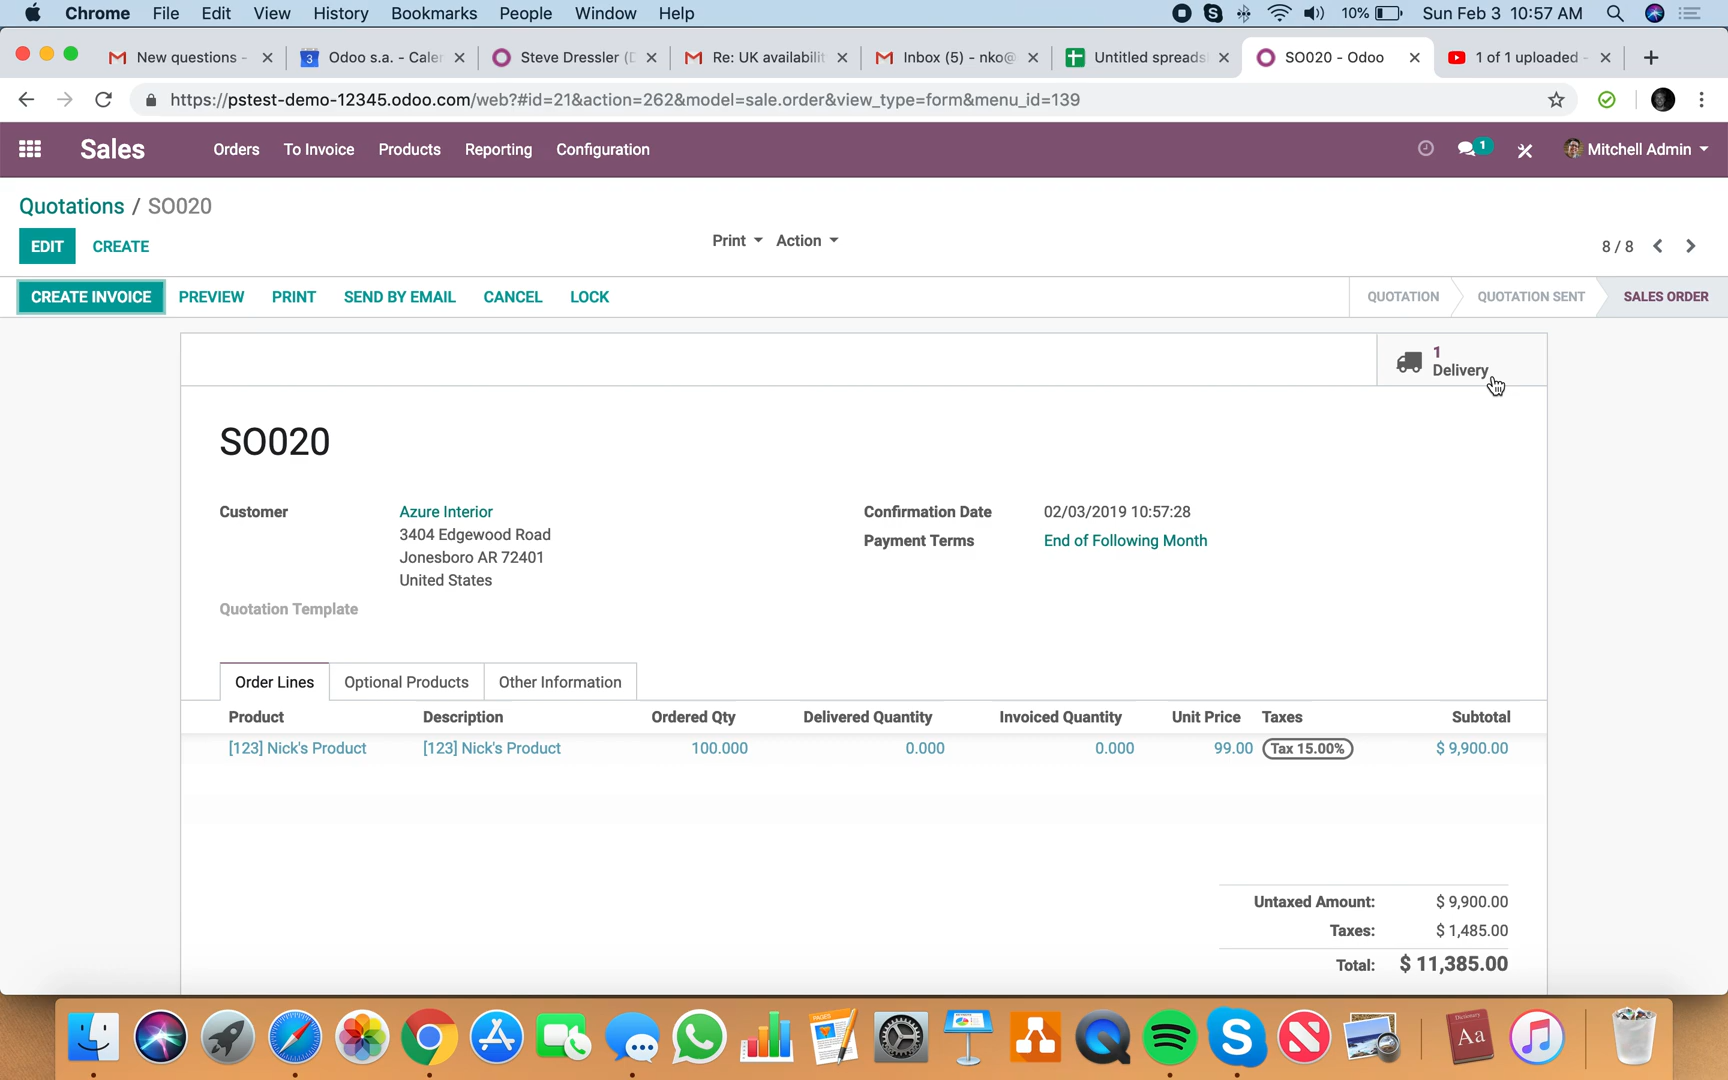 Chrome File Edit View History Bookmarks People Window Help 10% Sun Feb 3 10:57 AM
New questions - Odoo s.a. - Caler Steve Dressler (D Re: UK availabilit Inbox (5) - nko@ Untitled spreads SO020 - Odoo 1 of 1 uploaded -
https://pstest-demo-12345.odoo.com/web?#id=21&action=262&model=sale.order&view_type=form&menu_id=139
Sales Orders To Invoice Products Reporting Configuration 1 Mitchell Admin
Quotations / SO020
EDIT CREATE Print Action 8 / 8
CREATE INVOICE PREVIEW PRINT SEND BY EMAIL CANCEL LOCK QUOTATION QUOTATION SENT SALES ORDER
1
Delivery
SO020
Customer Azure Interior Confirmation Date 02/03/2019 10:57:28
3404 Edgewood Road Payment Terms End of Following Month
Jonesboro AR 72401
United States
Quotation Template
Order Lines Optional Products Other Information
Product Description Ordered Qty Delivered Quantity Invoiced Quantity Unit Price Taxes Subtotal
[123] Nick's Product [123] Nick's Product 100.000 0.000 0.000 99.00 Tax 15.00% $ 9,900.00
Untaxed Amount: $ 9,900.00
Taxes: $ 1,485.00
Total: $ 11,385.00